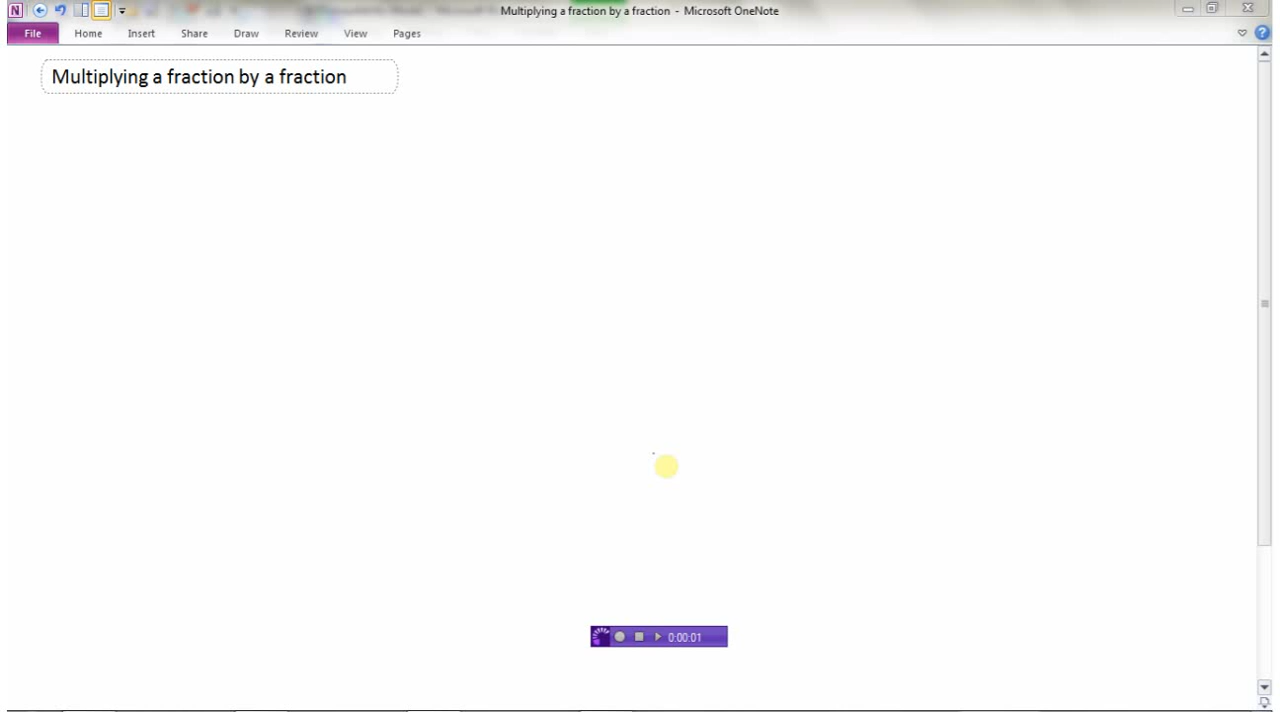 Multiplying a fraction by a fraction - Microsoft OneNote
File Home Insert Share Draw Review View Pages
Multiplying a fraction by a fraction
0:00:01